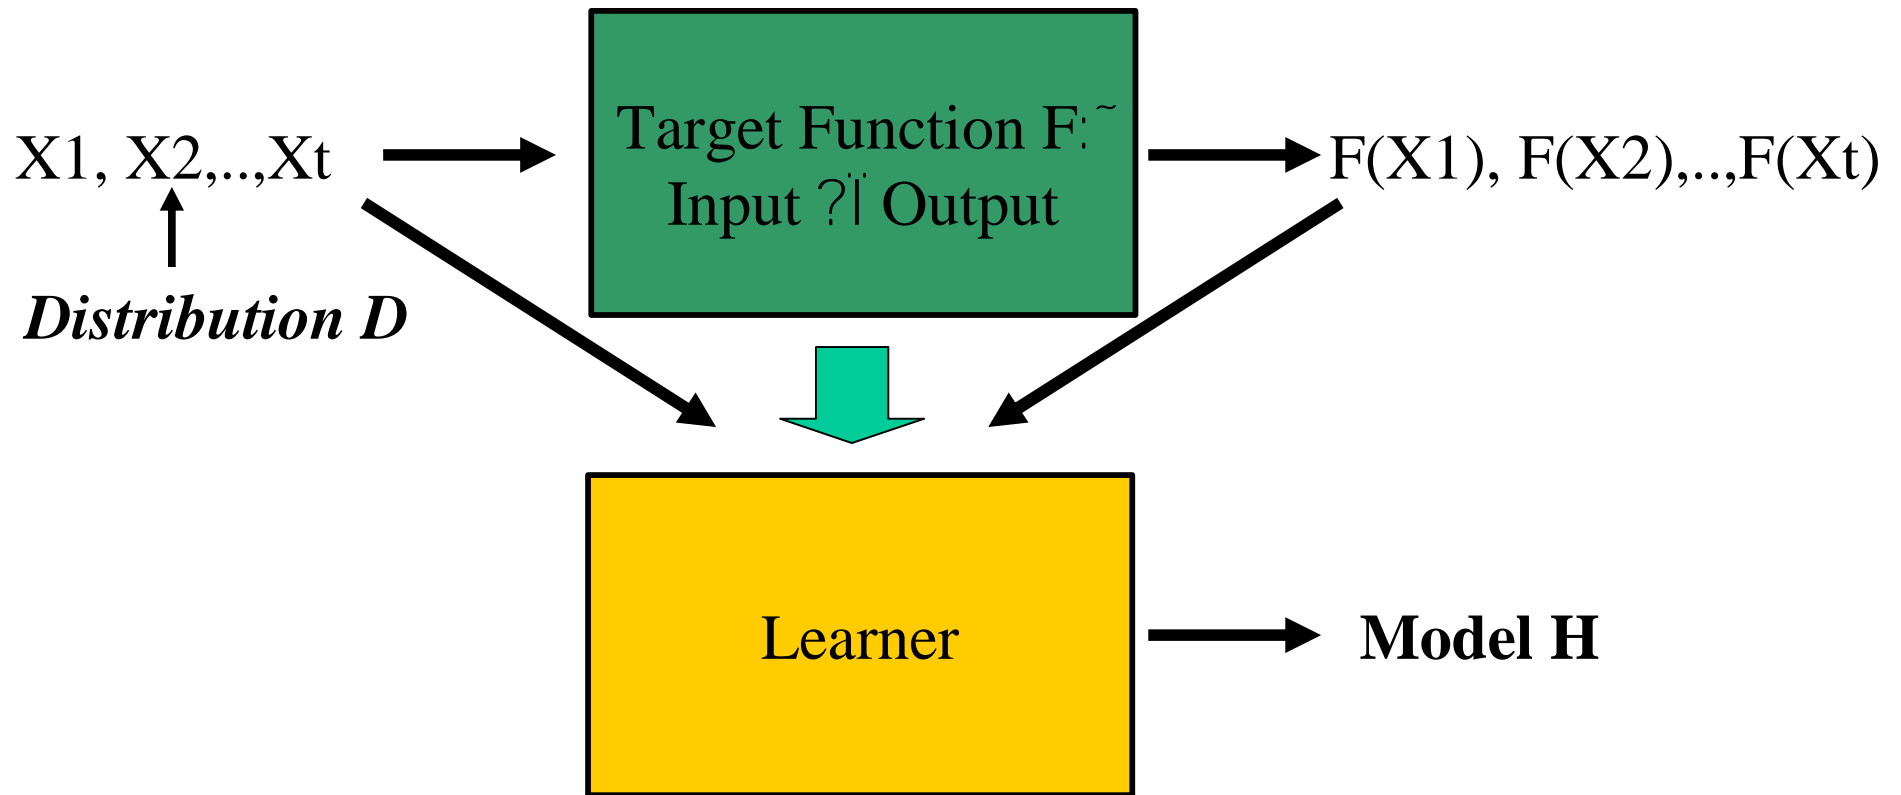 Target Function F:˜
X1, X2,..,Xt
F(X1), F(X2),..,F(Xt)
Input ?Ï Output
Distribution D
Learner
Model H